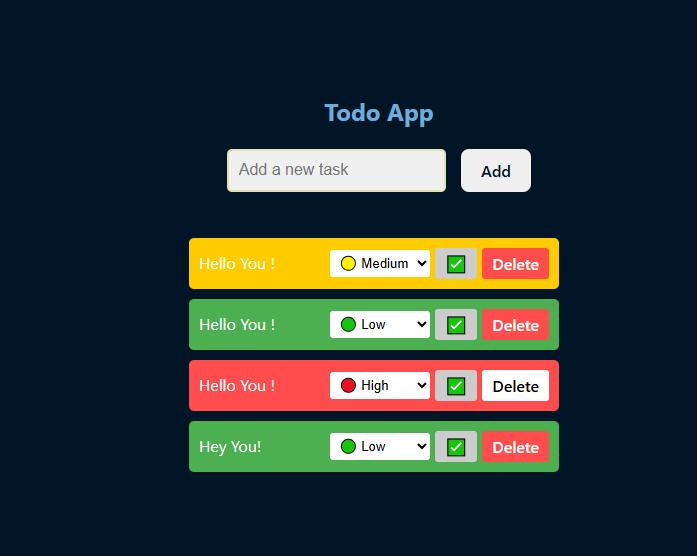 Todo App
Add a new task Add
Hello You ! Medium Delete
Hello You ! Low Delete
Hello You ! High Delete
Hey You! Low Delete